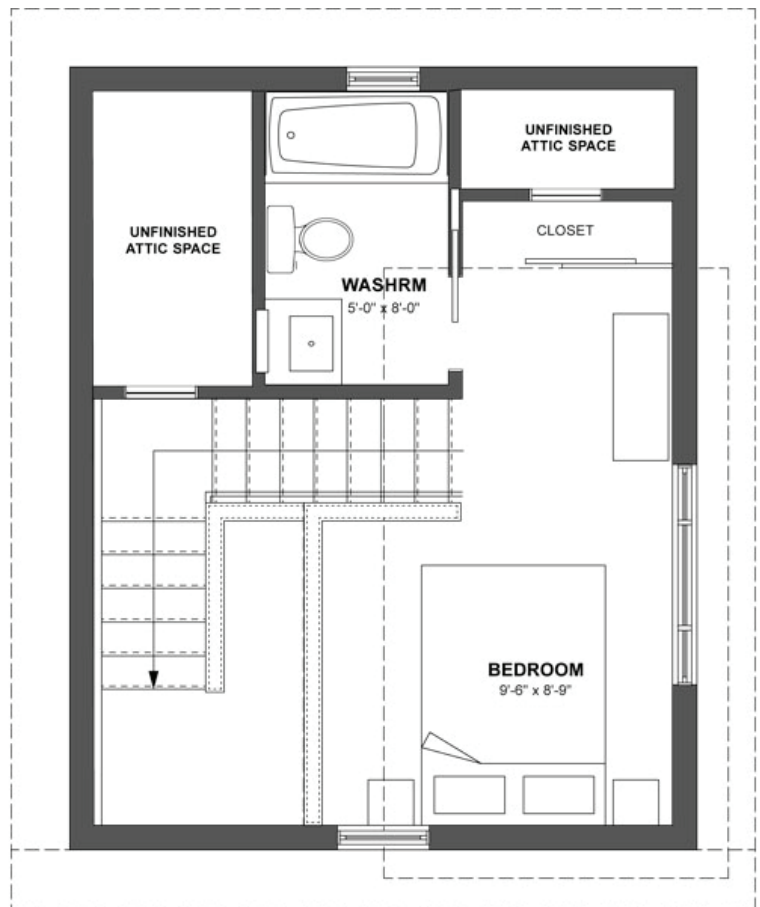 UNFINISHED
ATTIC SPACE
UNFINISHED
ATTIC SPACE
CLOSET
WASHRM
5'-0" x 8'-0"
BEDROOM
9'-6" x 8'-9"